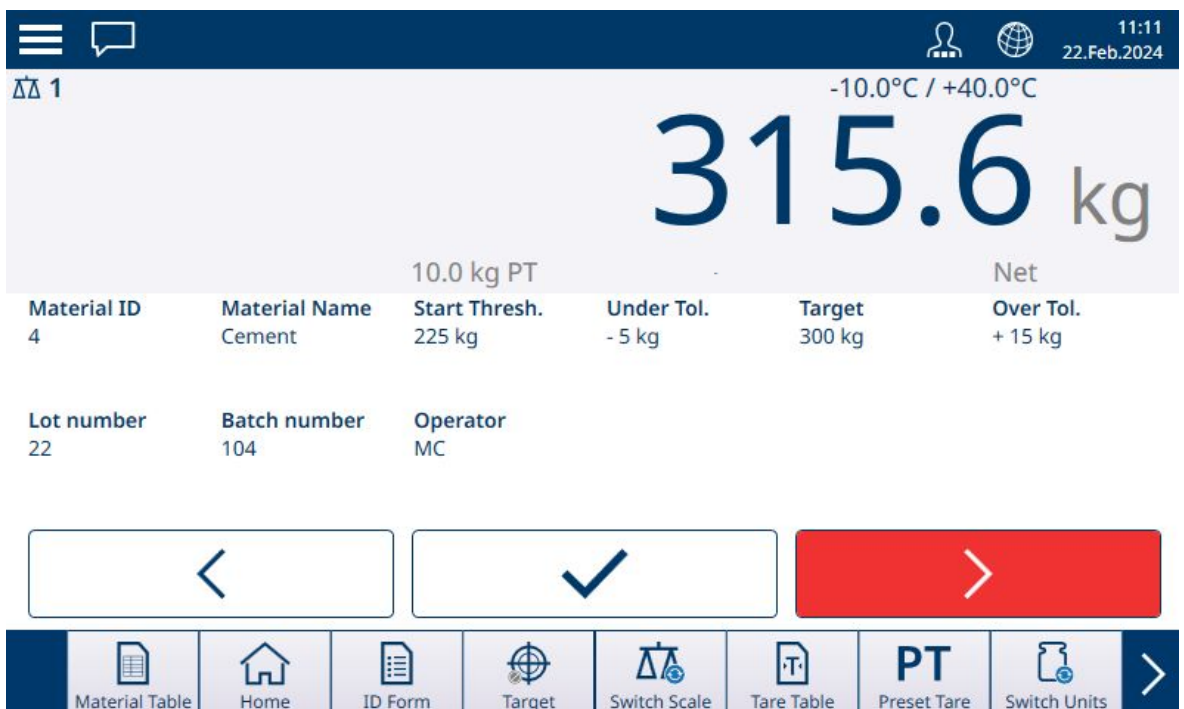 11:11
22.Feb.2024
1
-10.0°C / +40.0°C
315.6 kg
10.0 kg PT - Net
Material ID Material Name Start Thresh. Under Tol. Target Over Tol.
4 Cement 225 kg - 5 kg 300 kg + 15 kg
Lot number Batch number Operator
22 104 MC
T PT
Material Table Home ID Form Target Switch Scale Tare Table Preset Tare Switch Units